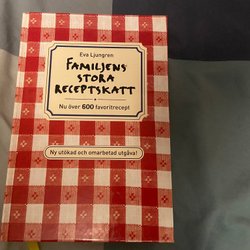 Eva Ljungren
FAMILJENS
STORA
RECEPTSKATT
Nu över 600 favoritrecept
Ny utökad och omarbetad utgåva!